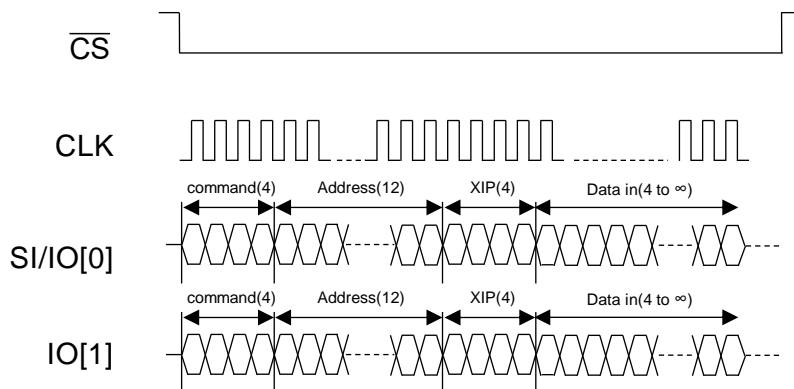 CS
CLK
command(4) Address(12) XIP(4) Data in(4 to ∞)
SI/IO[0]
command(4) Address(12) XIP(4) Data in(4 to ∞)
IO[1]